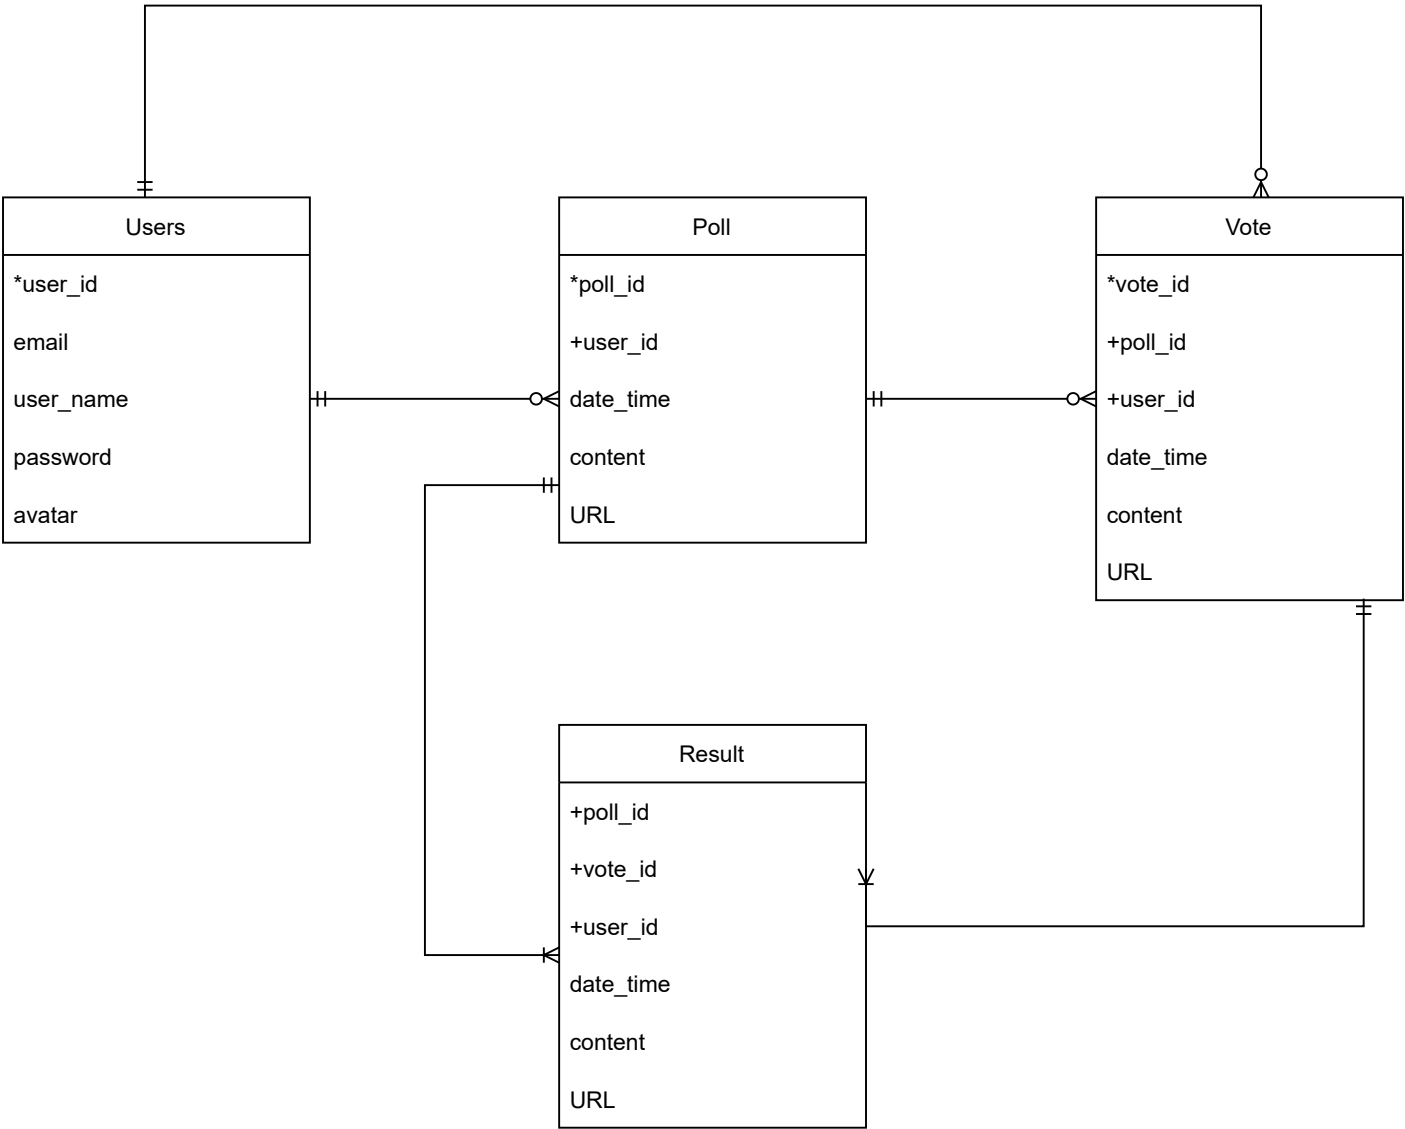 Users
*user_id
email
user_name
password
avatar
Poll
*poll_id
+user_id
date_time
content
URL
Vote
*vote_id
+poll_id
+user_id
date_time
content
URL
Result
+poll_id
+vote_id
+user_id
date_time
content
URL